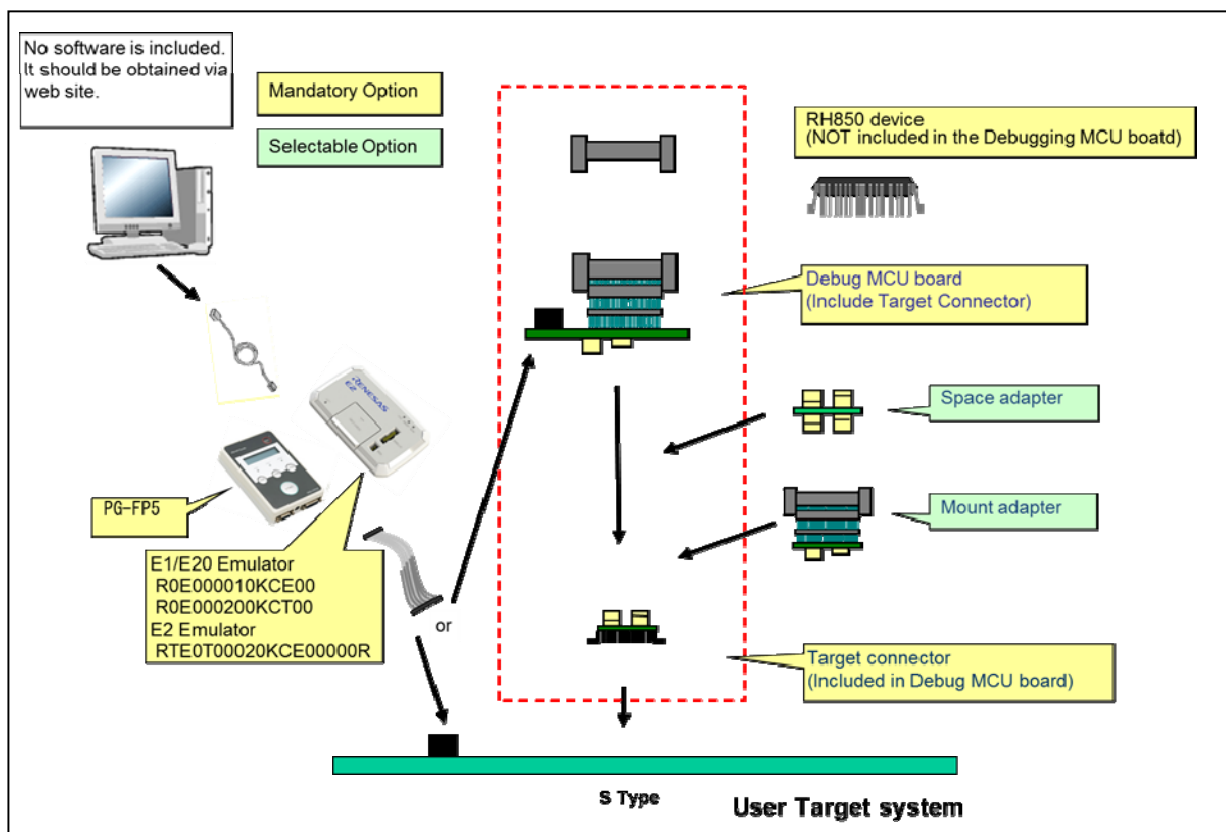 No software is included.
It should be obtained via
web site.
Mandatory Option
Selectable Option
RH850 device
(NOT included in the Debugging MCU boatd)
Debug MCU board
(Include Target Connector)
Space adapter
RENESAS
E2
PG-FP5
Mount adapter
E1/E20 Emulator
R0E000010KCE00
R0E000200KCT00
E2 Emulator
RTE0T00020KCE00000R
or
Target connector
(Included in Debug MCU board)
S Type
User Target system